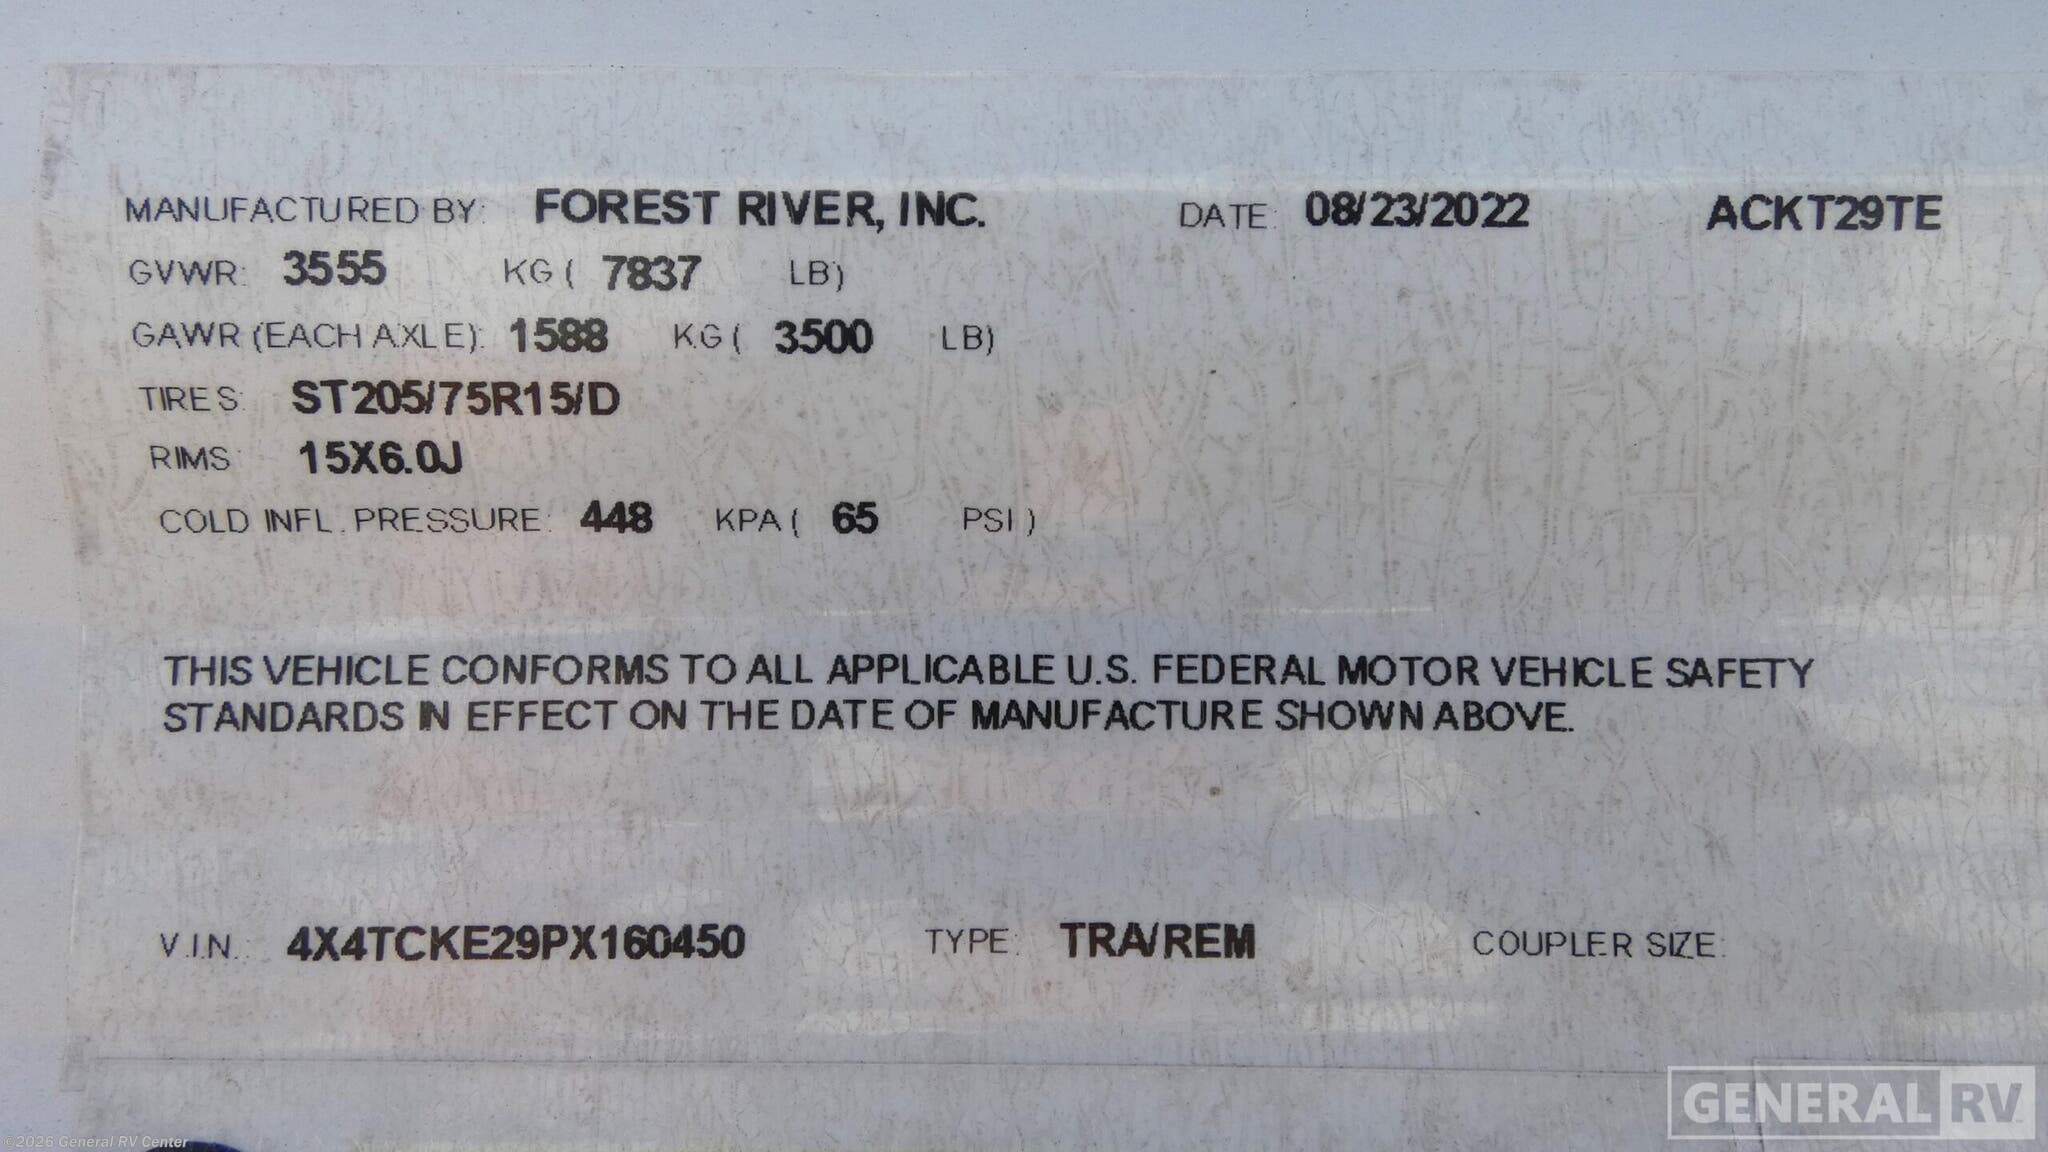 MANUFACTURED BY: FOREST RIVER, INC. DATE: 08/23/2022 ACKT29TE
GVWR: 3555 KG ( 7837 LB)
GAWR (EACH AXLE): 1588 KG ( 3500 LB)
TIRES: ST205/75R15/D
RIMS: 15X6.0J
COLD INFL. PRESSURE: 448 KPA ( 65 PSI )
THIS VEHICLE CONFORMS TO ALL APPLICABLE U.S. FEDERAL MOTOR VEHICLE SAFETY
STANDARDS IN EFFECT ON THE DATE OF MANUFACTURE SHOWN ABOVE.
V.I.N.: 4X4TCKE29PX160450 TYPE: TRA/REM COUPLER SIZE:
GENERAL RV
©2026 General RV Center